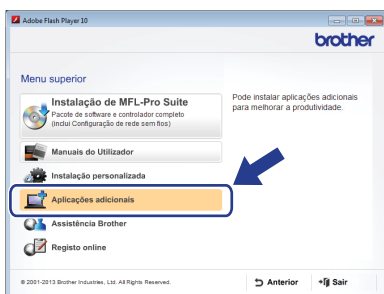 Adobe Flash Player 10
brother
Menu superior
Instalação de MFL-Pro Suite
Pacote de software e controlador completo
(inclui Configuração de rede sem fios)
Pode instalar aplicações adicionais
para melhorar a produtividade.
Manuais do Utilizador
Instalação personalizada
Aplicações adicionais
Assistência Brother
Registo online
© 2001-2013 Brother Industries, Ltd. All Rights Reserved.
Anterior
Sair